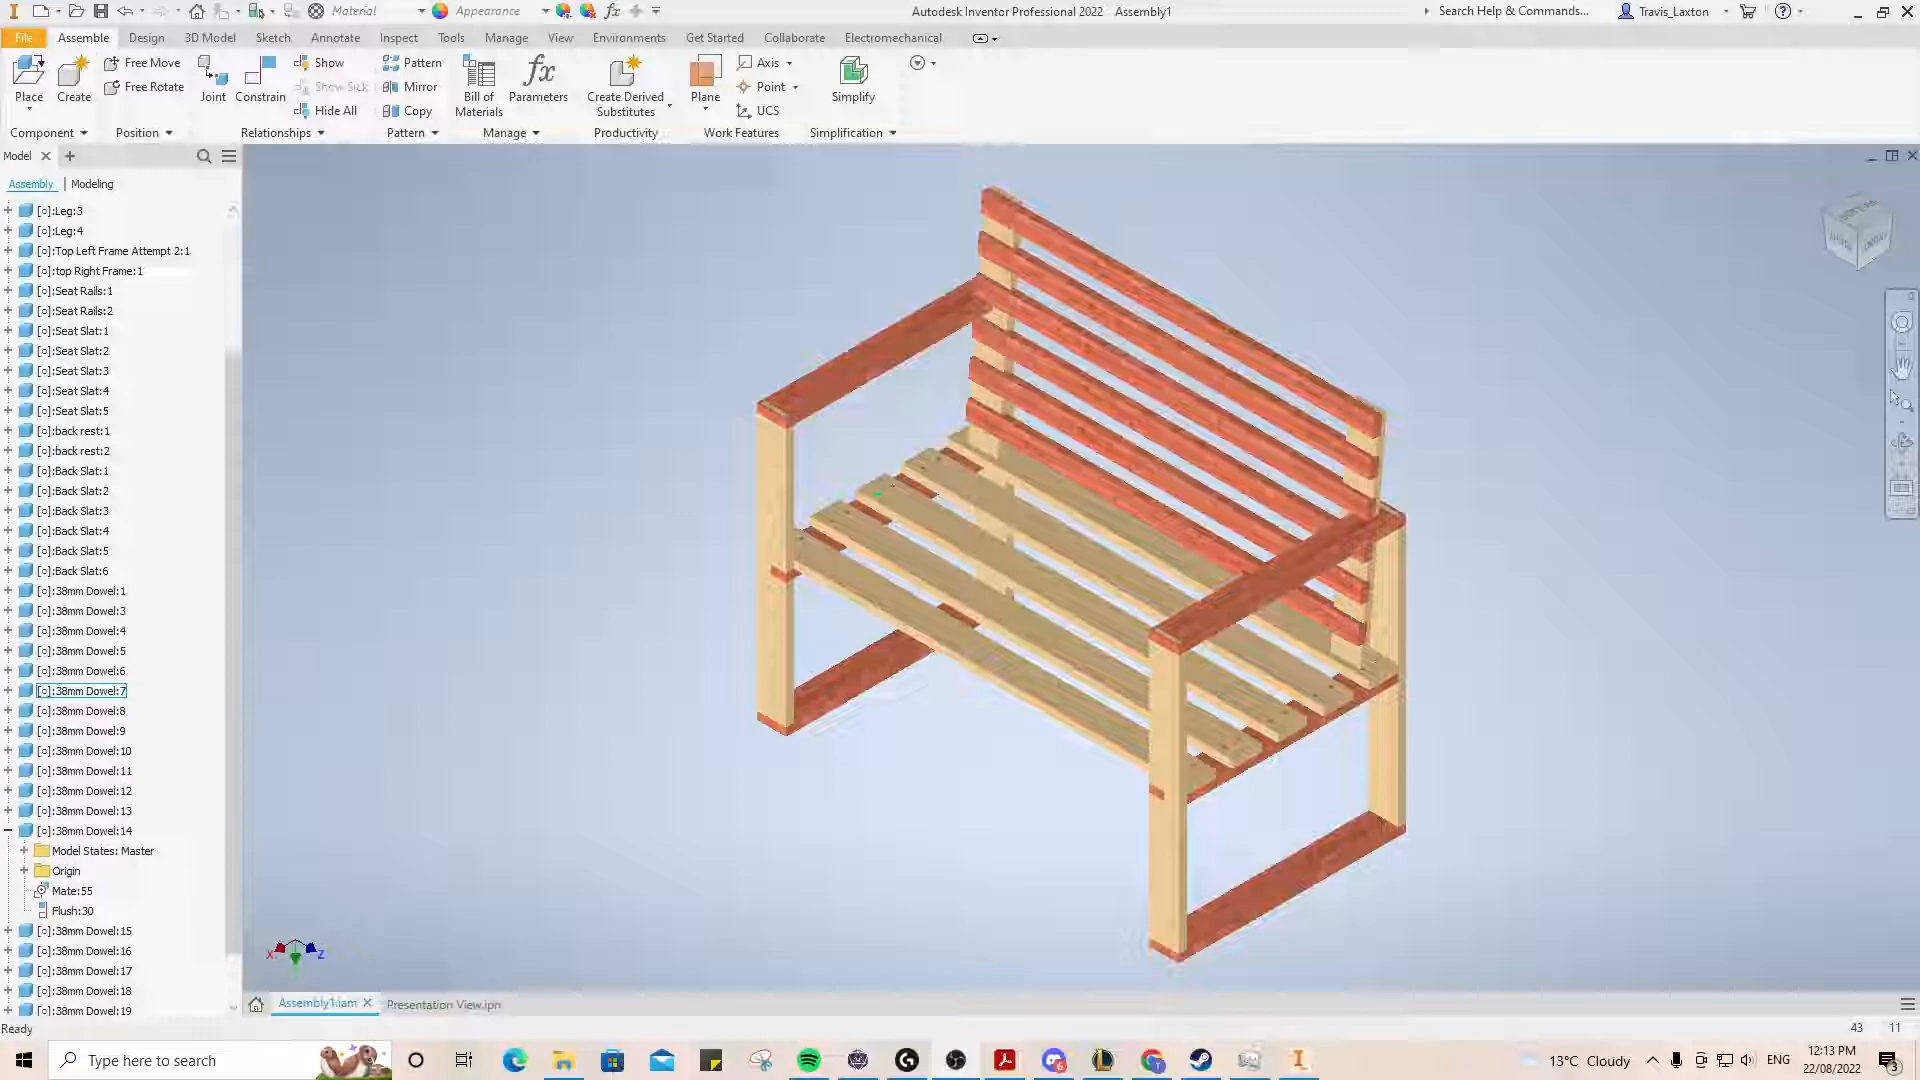 Material
Appearance
Autodesk Inventor Professional 2022 Assembly1
Search Help & Commands...
Travis_Laxton
File Assemble Design 3D Model Sketch Annotate Inspect Tools Manage View Environments Get Started Collaborate Electromechanical
Place
Create
Free Move
Free Rotate
Joint
Constrain
Show
Show Sick
Hide All
Pattern
Mirror
Copy
Bill of
Materials
fx
Parameters
Create Derived
Substitutes
Plane
Axis
Point
UCS
Simplify
Component Position Relationships Pattern Manage Productivity Work Features Simplification
Model
Assembly | Modeling
[○]:Leg:3
[○]:Leg:4
[○]:Top Left Frame Attempt 2:1
[○]:top Right Frame:1
[○]:Seat Rails:1
[○]:Seat Rails:2
[○]:Seat Slat:1
[○]:Seat Slat:2
[○]:Seat Slat:3
[○]:Seat Slat:4
[○]:Seat Slat:5
[○]:back rest:1
[○]:back rest:2
[○]:Back Slat:1
[○]:Back Slat:2
[○]:Back Slat:3
[○]:Back Slat:4
[○]:Back Slat:5
[○]:Back Slat:6
[○]:38mm Dowel:1
[○]:38mm Dowel:3
[○]:38mm Dowel:4
[○]:38mm Dowel:5
[○]:38mm Dowel:6
[○]:38mm Dowel:7
[○]:38mm Dowel:8
[○]:38mm Dowel:9
[○]:38mm Dowel:10
[○]:38mm Dowel:11
[○]:38mm Dowel:12
[○]:38mm Dowel:13
[○]:38mm Dowel:14
Model States: Master
Origin
Mate:55
Flush:30
[○]:38mm Dowel:15
[○]:38mm Dowel:16
[○]:38mm Dowel:17
[○]:38mm Dowel:18
[○]:38mm Dowel:19
X
Z
Assembly1.iam
Presentation View.ipn
Ready
43 11
Type here to search
13°C Cloudy
ENG
12:13 PM
22/08/2022